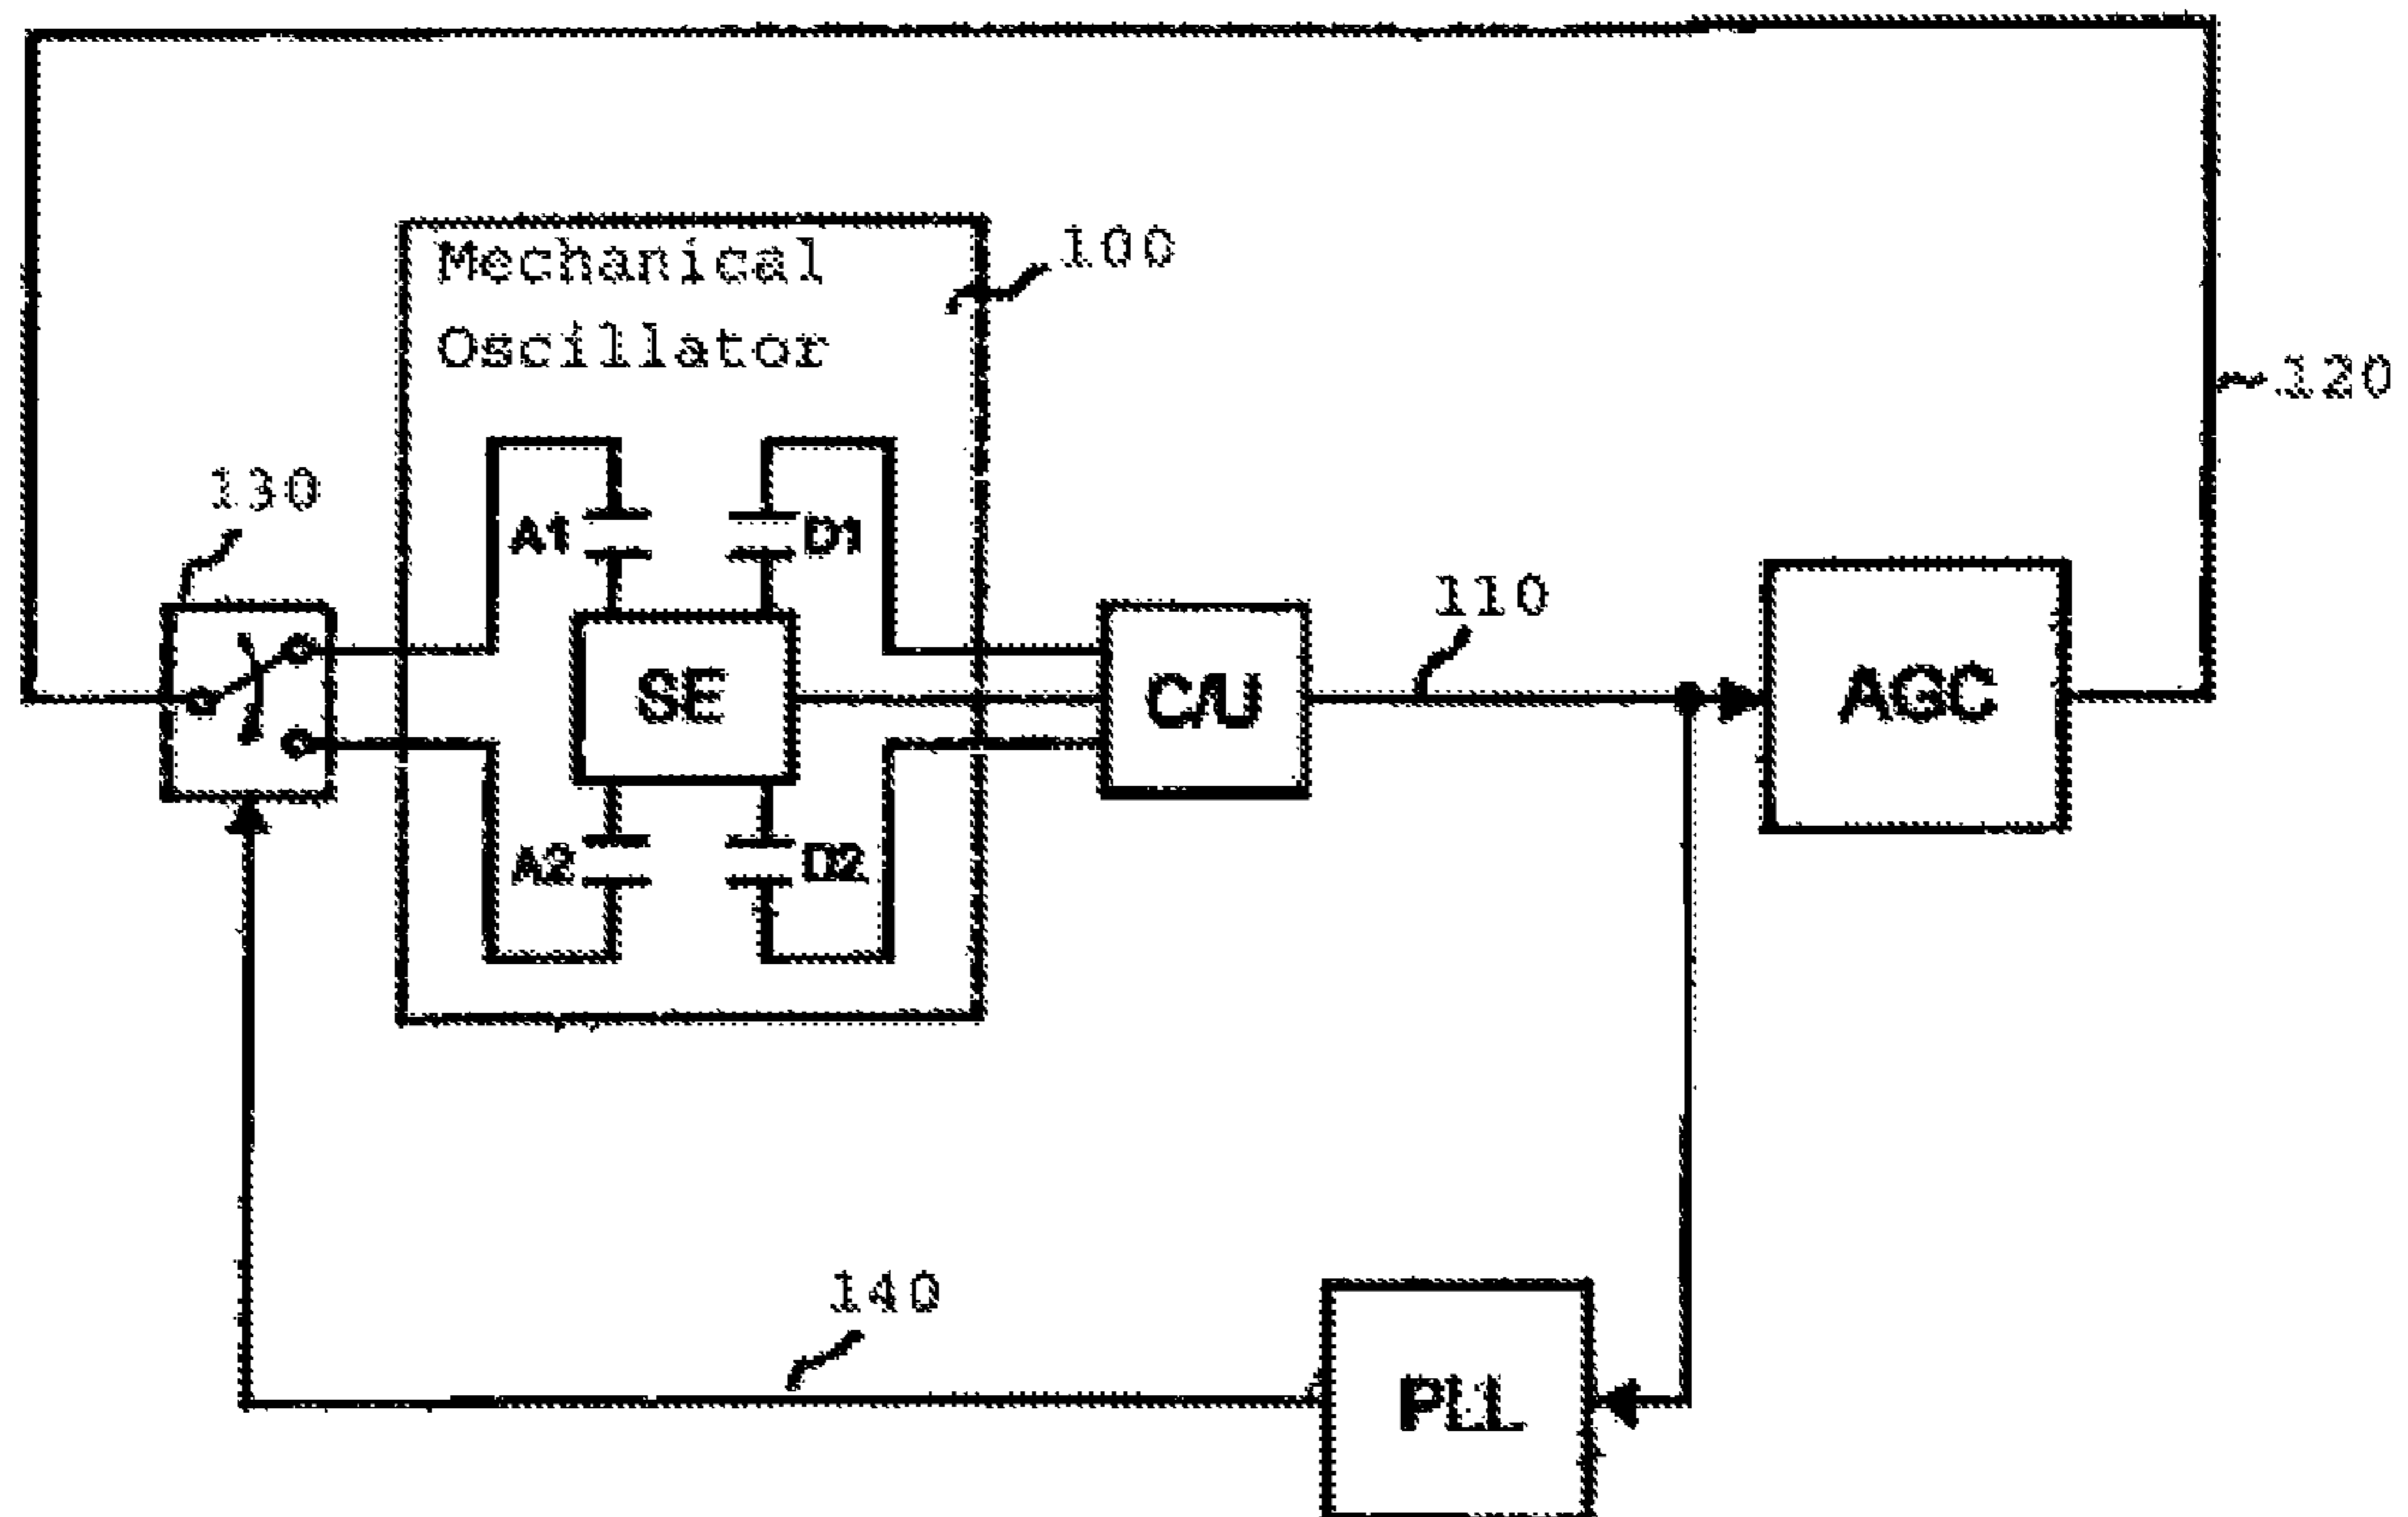 Mechanical
Oscillator
100
120
130
A1
D1
110
SE
C/U
AGC
A2
D2
140
PLL